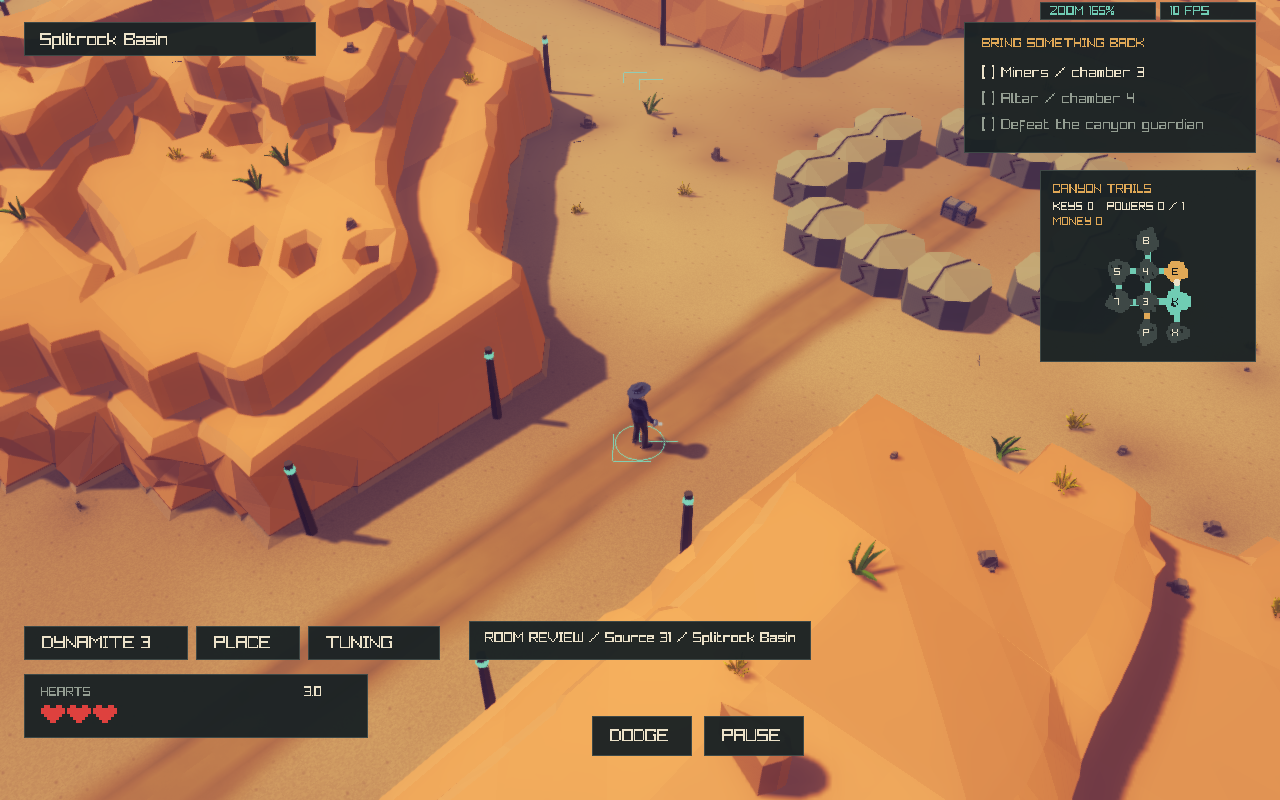 Splitrock Basin
ZOOM 165%
10 FPS
BRING SOMETHING BACK
[ ] Miners / chamber 3
[ ] Altar / chamber 4
[ ] Defeat the canyon guardian
CANYON TRAILS
KEYS 0 POWERS 0 / 1
MONEY 0
B
S 4 E
T 3 K
P X
DYNAMITE 3
PLACE
TUNING
ROOM REVIEW / Source 31 / Splitrock Basin
HEARTS
3.0
DODGE
PAUSE